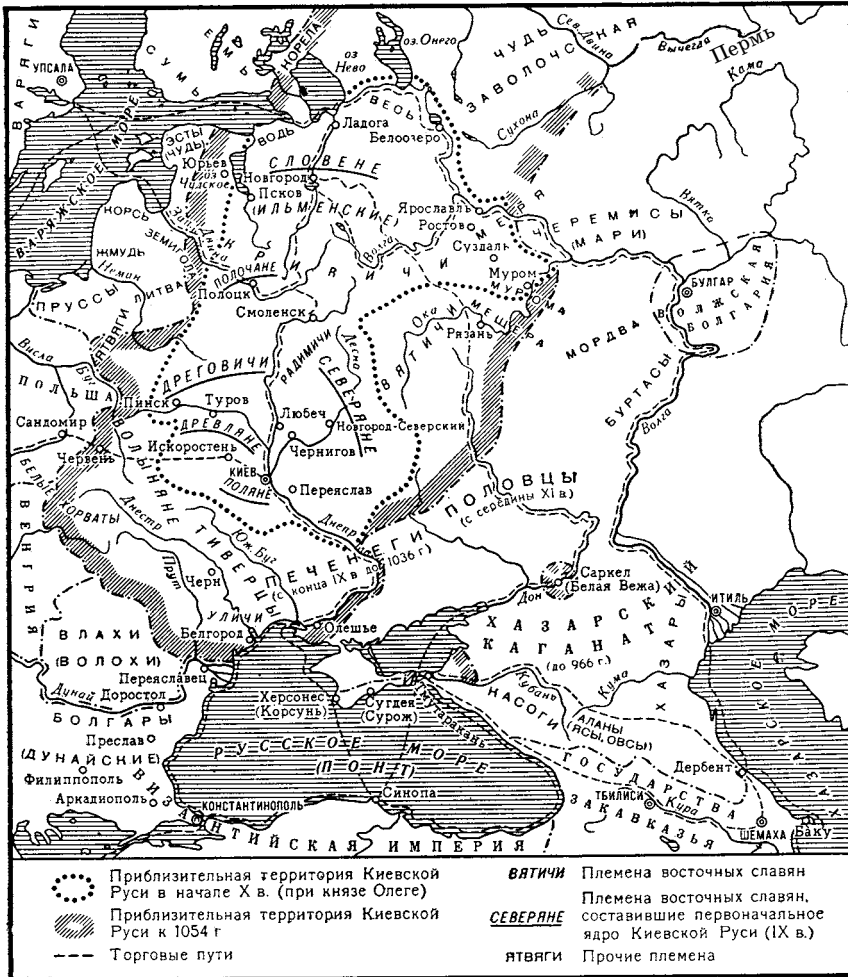 ВАРЯГИ
УПСАЛА
СУМЬ
ЕМЬ
КОРЕЛА
оз.
Нево
оз.Онего
ЧУДЬ
ЗАВОЛОЧСКАЯ
Сев.Двина
Вычегда
Пермь
Кама
Сухона
ВАРЯЖСКОЕ МОРЕ
ЭСТЫ
(ЧУДЬ)
ВОДЬ
Ладога
ВЕСЬ
Белоозеро
Юрьев
оз
Чудское
СЛОВЕНЕ
Новгород
Псков
(ИЛЬМЕНСКИЕ)
Ярославль
Ростов
Суздаль
МЕРЯ
ЧЕРЕМИСЫ
(МАРИ)
Вятка
КОРСЬ
ЗЕМИГОЛА
Зап.Двина
ЖМУДЬ
Неман
ЛИТВА
ПОЛОЧАНЕ
Полоцк
КРИВИЧИ
Волга
Муром
МУРОМА
БУЛГАР
ВОЛЖСКАЯ
БОЛГАРИЯ
ПРУССЫ
ЯТВЯГИ
Смоленск
Ока
МЕЩЕРА
Рязань
ВЯТИЧИ
МОРДВА
Висла
Буг
ПОЛЬША
ДРЕГОВИЧИ
РАДИМИЧИ
Десна
СЕВЕРЯНЕ
БУРТАСЫ
Волга
Пинск
Туров
Любеч
Новгород-Северский
Сандомир
ВОЛЫНЯНЕ
ДРЕВЛЯНЕ
Искоростень
Чернигов
Червень
КИЕВ
ПОЛЯНЕ
Переяслав
ПОЛОВЦЫ
(с середины XI в.)
БЕЛЫЕ
ХОРВАТЫ
ВЕНГРИЯ
Днестр
ТИВЕРЦЫ
Юж.Буг
Днепр
ПЕЧЕНЕГИ
(с конца IX в. до 1036 г.)
Прут
Черн
УЛИЧИ
Дон
Саркел
(Белая Вежа)
ИТИЛЬ
ХАЗАРСКИЙ
КАГАНАТ
(до 966 г.)
ХАЗАРЫ
ВЛАХИ
(ВОЛОХИ)
Белгород
Олешье
Переяславец
Дунай
Доростол
БОЛГАРЫ
Преслав
(ДУНАЙСКИЕ)
Филиппополь
Аркадиополь
Херсонес
(Корсунь)
Сугдея
(Сурож)
Тмутаракань
Кубань
Кума
НАСОГИ
АЛАНЫ
(ЯСЫ,ОВСЫ)
РУССКОЕ МОРЕ
(ПОНТ)
ГОСУДАРСТВА
ЗАКАВКАЗЬЯ
Дербент
ТБИЛИСИ
Кура
ШЕМАХА
Баку
ХАЗАРСКОЕ МОРЕ
КОНСТАНТИНОПОЛЬ
Синопа
ВИЗАНТИЙСКАЯ ИМПЕРИЯ
Приблизительная территория Киевской
Руси в начале X в. (при князе Олеге)
Приблизительная территория Киевской
Руси к 1054 г
Торговые пути
ВЯТИЧИ Племена восточных славян
Племена восточных славян,
СЕВЕРЯНЕ составившие первоначальное
ядро Киевской Руси (IX в.)
ЯТВЯГИ Прочие племена